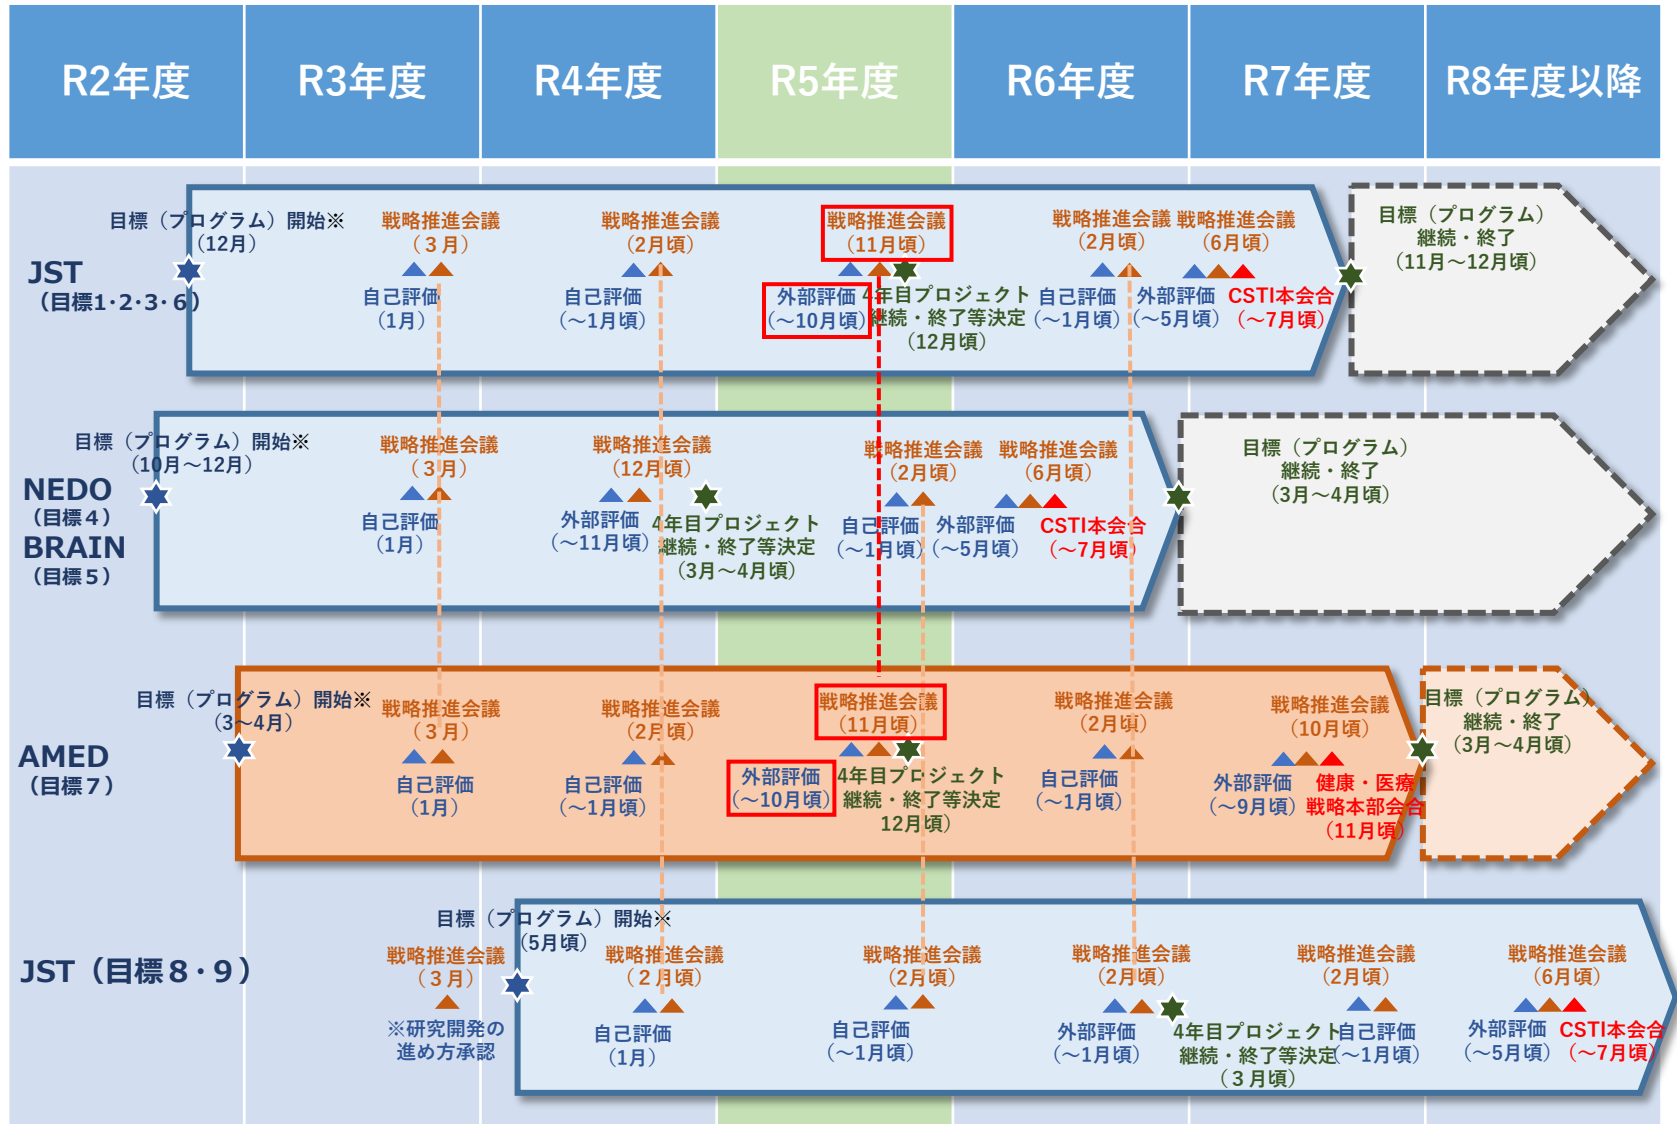 R2年度
R3年度
R4年度
R5年度
R6年度
R7年度
R8年度以降
JST
（目標1・2・3・6）
目標（プログラム）開始※
（12月）
戦略推進会議
（３月）
自己評価
（1月）
戦略推進会議
（2月頃）
自己評価
（～1月頃）
戦略推進会議
（11月頃）
外部評価
（～10月頃）
4年目プロジェクト
継続・終了等決定
（12月頃）
戦略推進会議
（2月頃）
自己評価
（～1月頃）
戦略推進会議
（6月頃）
外部評価
（～5月頃）
CSTI本会合
（～7月頃）
目標（プログラム）
継続・終了
（11月～12月頃）
NEDO
（目標４）
BRAIN
（目標５）
目標（プログラム）開始※
（10月～12月）
戦略推進会議
（３月）
自己評価
（1月）
戦略推進会議
（12月頃）
外部評価
（～11月頃）
4年目プロジェクト
継続・終了等決定
（3月～4月頃）
戦略推進会議
（2月頃）
自己評価
（～1月頃）
戦略推進会議
（6月頃）
外部評価
（～5月頃）
CSTI本会合
（～7月頃）
目標（プログラム）
継続・終了
（3月～4月頃）
AMED
（目標７）
目標（プログラム）開始※
（3～4月）
戦略推進会議
（３月）
自己評価
（1月）
戦略推進会議
（2月頃）
自己評価
（～1月頃）
戦略推進会議
（11月頃）
外部評価
（～10月頃）
4年目プロジェクト
継続・終了等決定
12月頃）
戦略推進会議
（2月頃）
自己評価
（～1月頃）
戦略推進会議
（10月頃）
外部評価
（～9月頃）
健康・医療
戦略本部会合
（11月頃）
目標（プログラム）
継続・終了
（3月～4月頃）
JST（目標８・９）
戦略推進会議
（３月）
※研究開発の
進め方承認
目標（プログラム）開始※
（5月頃）
戦略推進会議
（２月頃）
自己評価
（1月）
戦略推進会議
（2月頃）
自己評価
（～1月頃）
戦略推進会議
（2月頃）
外部評価
（～1月頃）
4年目プロジェクト
継続・終了等決定
（３月頃）
戦略推進会議
（2月頃）
自己評価
（～1月頃）
戦略推進会議
（6月頃）
外部評価
（～5月頃）
CSTI本会合
（～7月頃）